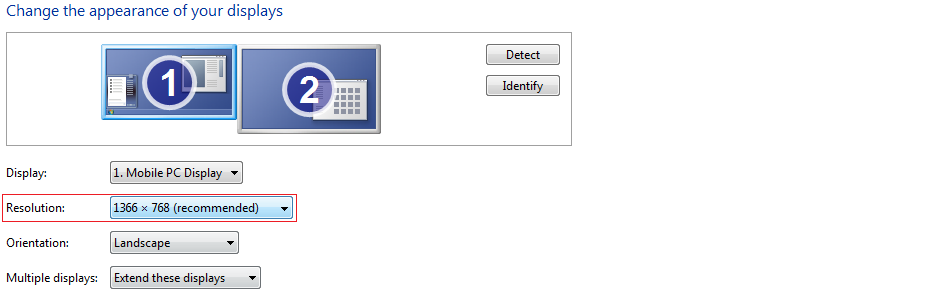 Change the appearance of your displays
1
2
Detect
Identify
Display: 1. Mobile PC Display
Resolution: 1366 × 768 (recommended)
Orientation: Landscape
Multiple displays: Extend these displays